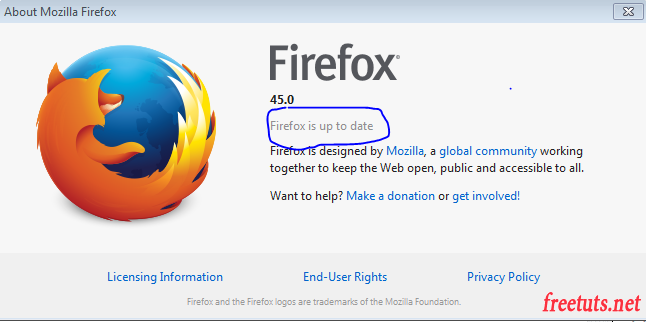 About Mozilla Firefox
Firefox®
45.0
Firefox is up to date
Firefox is designed by Mozilla, a global community working
together to keep the Web open, public and accessible to all.
Want to help? Make a donation or get involved!
Licensing Information End-User Rights Privacy Policy
Firefox and the Firefox logos are trademarks of the Mozilla Foundation.
freetuts.net